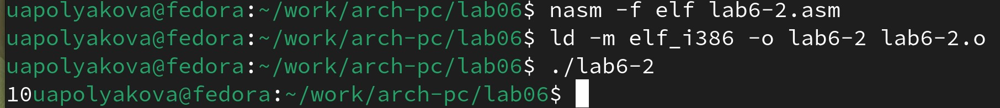 uapolyakova@fedora:~/work/arch-pc/lab06$ nasm -f elf lab6-2.asm
uapolyakova@fedora:~/work/arch-pc/lab06$ ld -m elf_i386 -o lab6-2 lab6-2.o
uapolyakova@fedora:~/work/arch-pc/lab06$ ./lab6-2
10uapolyakova@fedora:~/work/arch-pc/lab06$